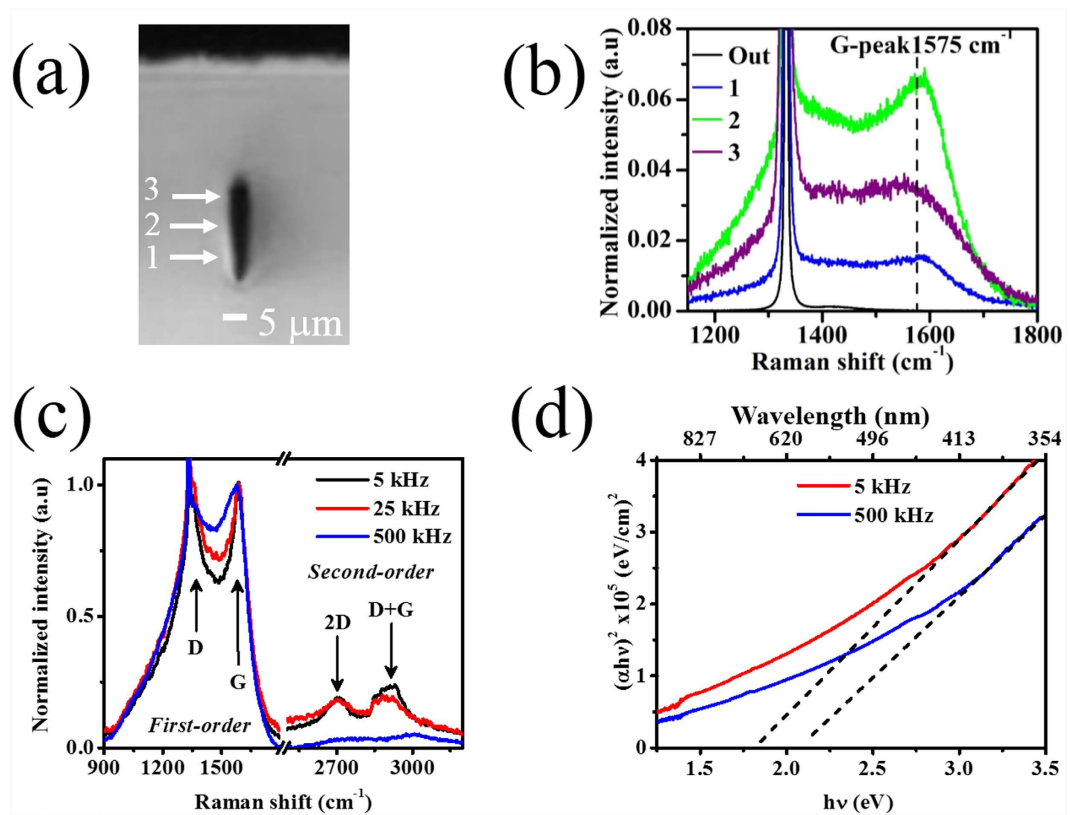 (a)
3
2
1
5 μm
(b)
Normalized intensity (a.u)
0.08
0.06
0.04
0.02
0.00
Out
1
2
3
G-peak1575 cm⁻¹
1200 1400 1600 1800
Raman shift (cm⁻¹)
(c)
Normalized intensity (a.u)
1.0
0.5
0.0
5 kHz
25 kHz
500 kHz
Second-order
D
G
2D
D+G
First-order
900 1200 1500 2700 3000
Raman shift (cm⁻¹)
(d)
Wavelength (nm)
827 620 496 413 354
(αhν)² x10⁵ (eV/cm)²
4
3
2
1
0
5 kHz
500 kHz
1.5 2.0 2.5 3.0 3.5
hν (eV)